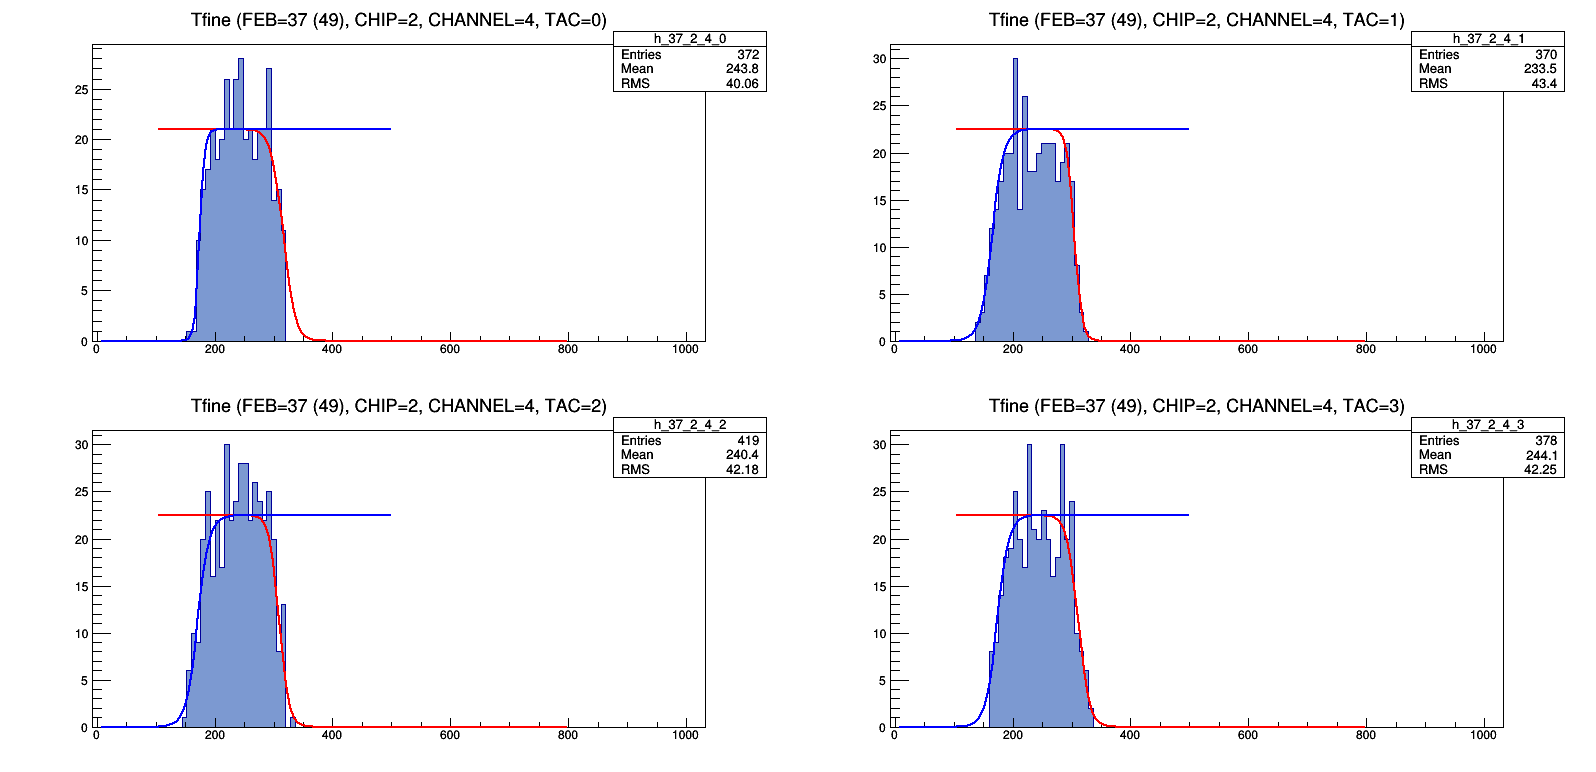 Tfine (FEB=37 (49), CHIP=2, CHANNEL=4, TAC=0)
h_37_2_4_0
Entries 372
Mean 243.8
RMS 40.06
25
20
15
10
5
0
0 200 400 600 800 1000
Tfine (FEB=37 (49), CHIP=2, CHANNEL=4, TAC=1)
h_37_2_4_1
Entries 370
Mean 233.5
RMS 43.4
30
25
20
15
10
5
0
0 200 400 600 800 1000
Tfine (FEB=37 (49), CHIP=2, CHANNEL=4, TAC=2)
h_37_2_4_2
Entries 419
Mean 240.4
RMS 42.18
30
25
20
15
10
5
0
0 200 400 600 800 1000
Tfine (FEB=37 (49), CHIP=2, CHANNEL=4, TAC=3)
h_37_2_4_3
Entries 378
Mean 244.1
RMS 42.25
30
25
20
15
10
5
0
0 200 400 600 800 1000